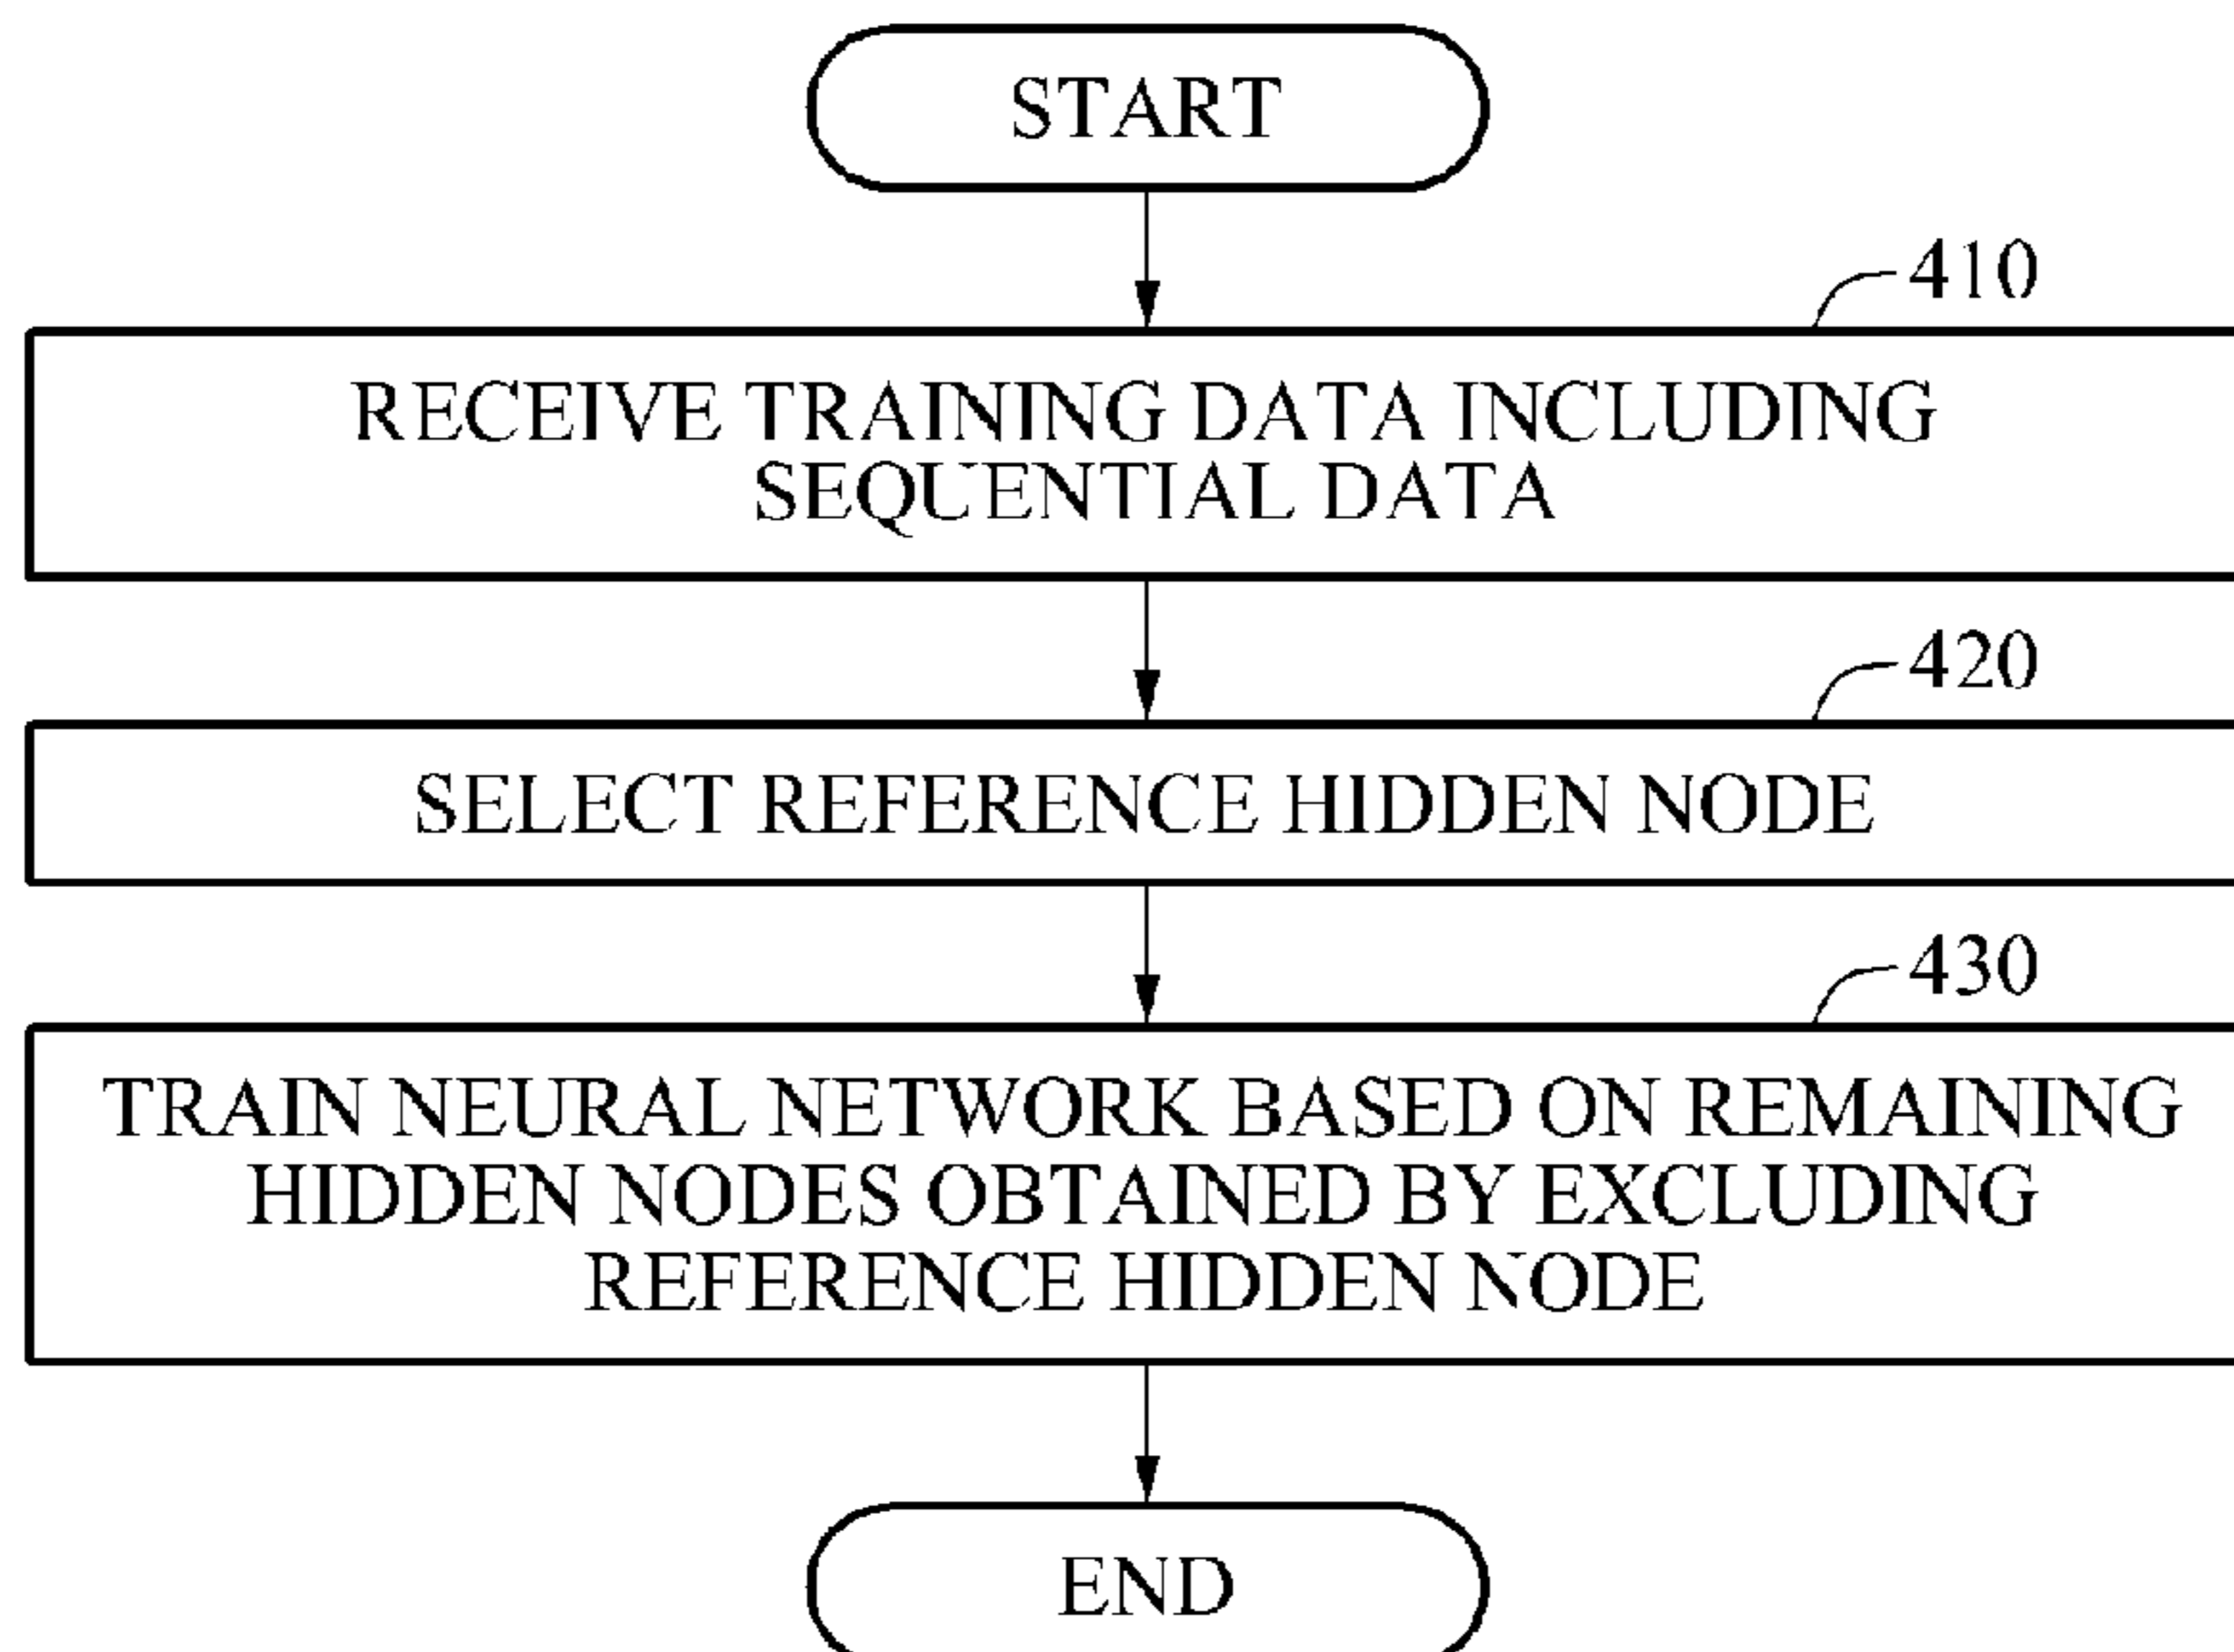 START
410
RECEIVE TRAINING DATA INCLUDING
SEQUENTIAL DATA
420
SELECT REFERENCE HIDDEN NODE
430
TRAIN NEURAL NETWORK BASED ON REMAINING
HIDDEN NODES OBTAINED BY EXCLUDING
REFERENCE HIDDEN NODE
END